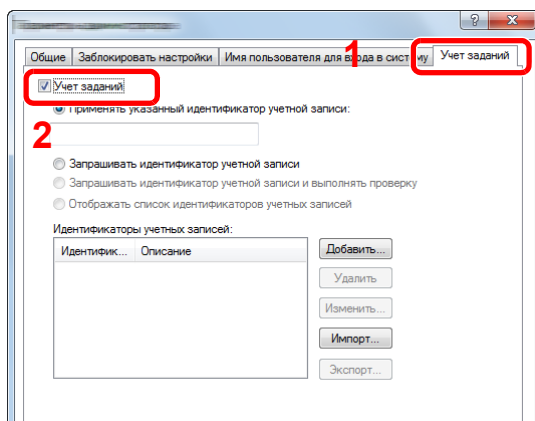 ? X
Общие Заблокировать настройки Имя пользователя для входа в систему Учет заданий
1
Учет заданий
Применять указанный идентификатор учетной записи:
2
Запрашивать идентификатор учетной записи
Запрашивать идентификатор учетной записи и выполнять проверку
Отображать список идентификаторов учетных записей
Идентификаторы учетных записей:
Идентифик... Описание
Добавить...
Удалить
Изменить...
Импорт...
Экспорт...